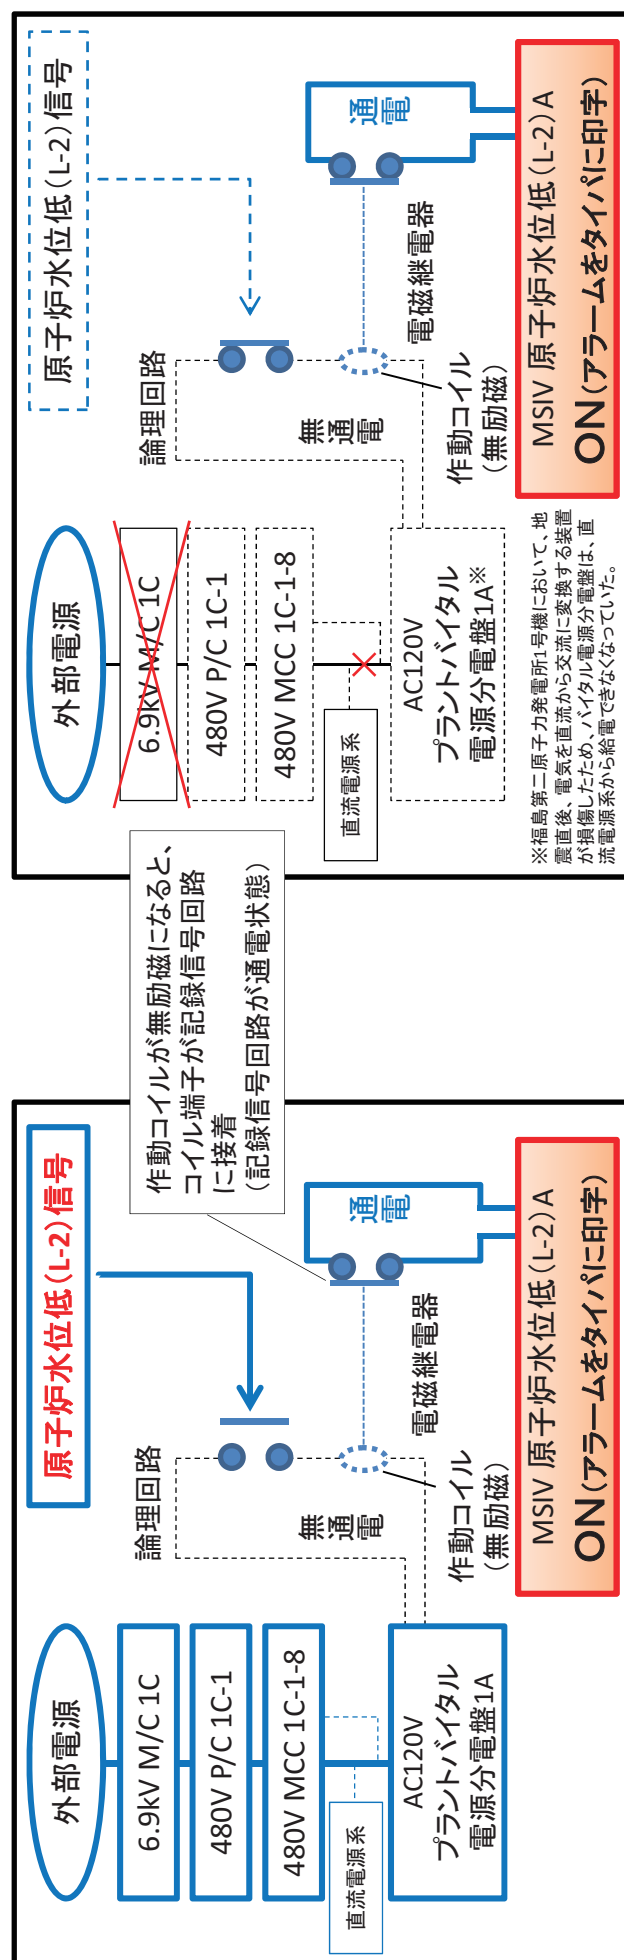 外部電源
6.9kV M/C 1C
480V P/C 1C-1
480V MCC 1C-1-8
直流電源系
AC120V
プラントバイタル
電源分電盤1A
原子炉水位低(L-2)信号
論理回路
無
通
電
作動コイル
(無励磁)
電磁継電器
通
電
MSIV 原子炉水位低(L-2)A
ON(アラームをタイパに印字)
作動コイルが無励磁になると、
コイル端子が記録信号回路
に接着
(記録信号回路が通電状態)
外部電源
6.9kV M/C 1C
480V P/C 1C-1
480V MCC 1C-1-8
直流電源系
AC120V
プラントバイタル
電源分電盤1A※
※福島第二原子力発電所1号機において、地
震直後、電気を直流から交流に変換する装置
が損傷したため、バイタル電源分電盤は、直
流電源系から給電できなくなっていた。
原子炉水位低(L-2)信号
論理回路
無
通
電
作動コイル
(無励磁)
電磁継電器
通
電
MSIV 原子炉水位低(L-2)A
ON(アラームをタイパに印字)